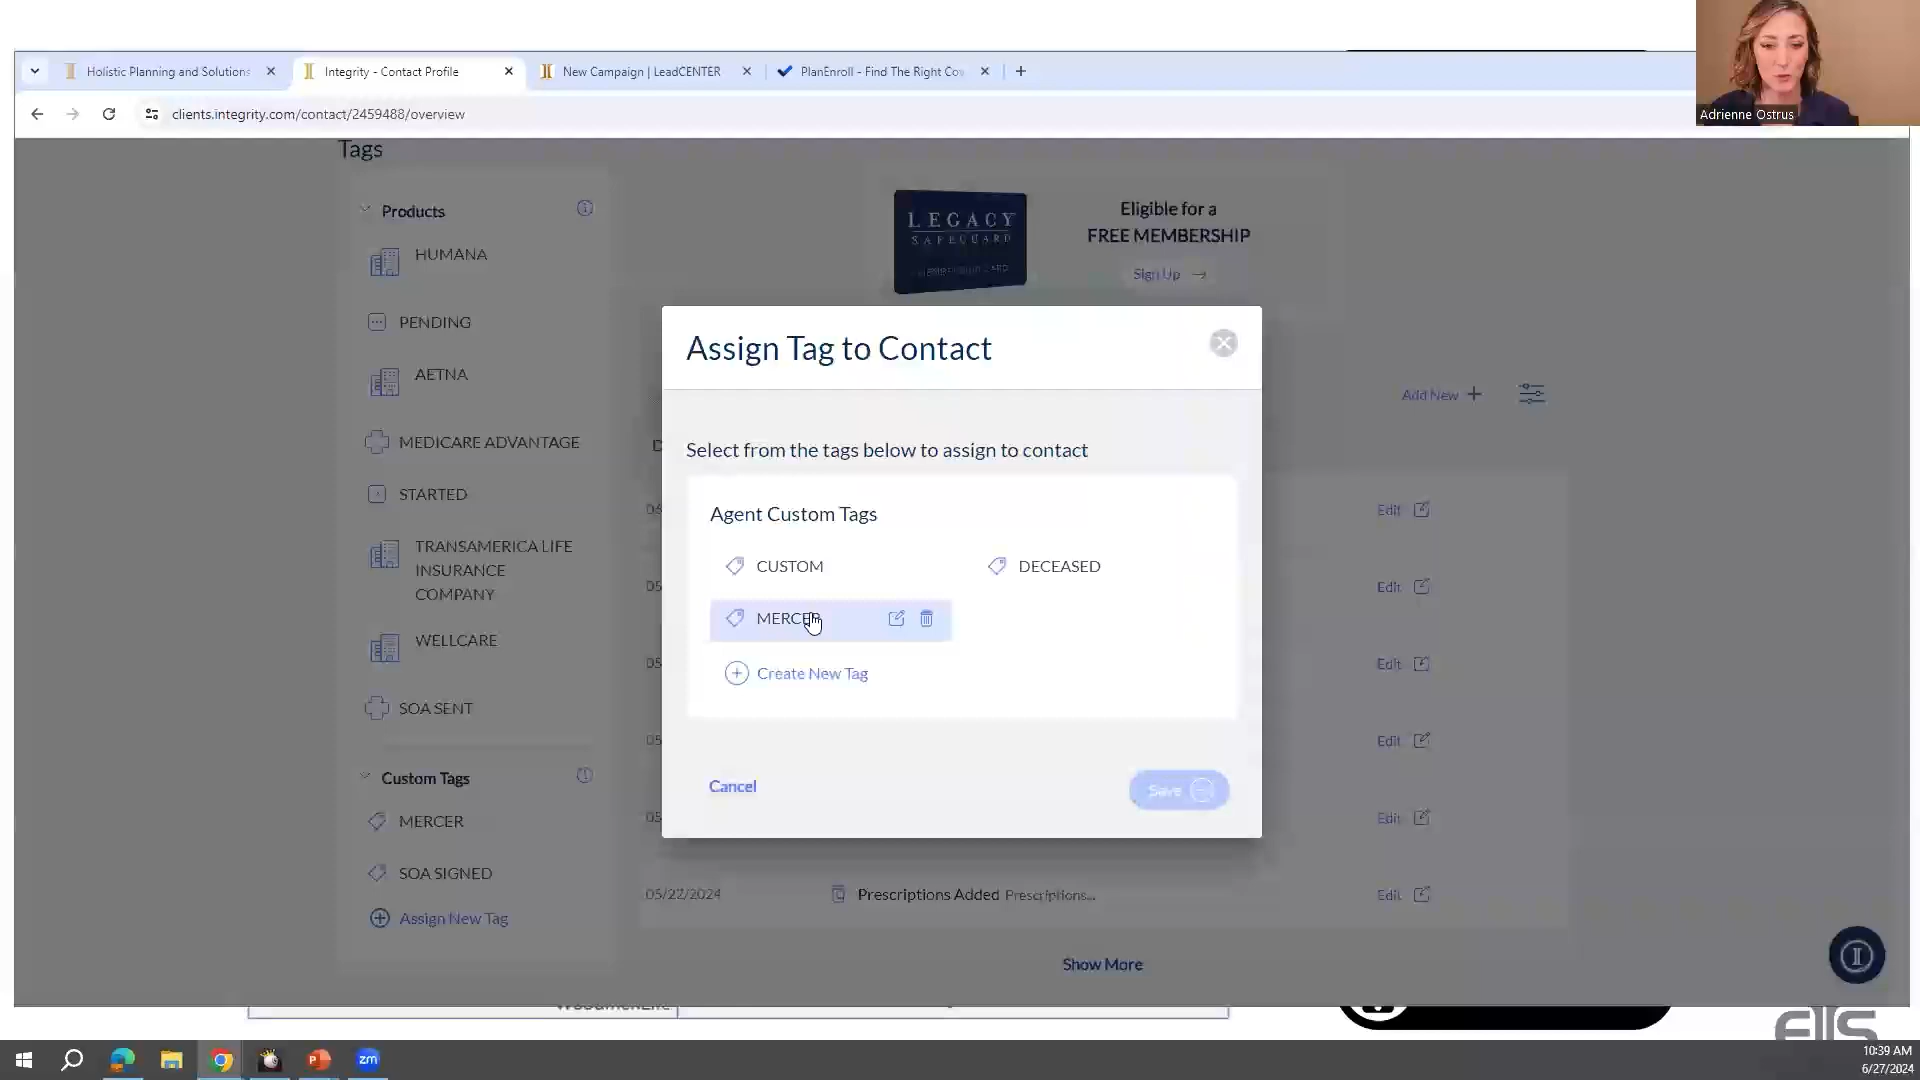 Holistic Planning and Solutions
Integrity - Contact Profile
New Campaign | LeadCENTER
PlanEnroll - Find The Right Cov
clients.integrity.com/contact/2459488/overview
Adrienne Ostrus
Tags
Products
HUMANA
PENDING
AETNA
MEDICARE ADVANTAGE
STARTED
TRANSAMERICA LIFE
INSURANCE
COMPANY
WELLCARE
SOA SENT
Custom Tags
MERCER
SOA SIGNED
Assign New Tag
LEGACY
SAFEGUARD
Eligible for a
FREE MEMBERSHIP
Sign Up →
Add New +
Assign Tag to Contact
Select from the tags below to assign to contact
Agent Custom Tags
CUSTOM
DECEASED
MERCER
Create New Tag
Cancel
Save
Edit
Edit
Edit
Edit
Edit
05/22/2024
Prescriptions Added Prescriptions...
Edit
Show More
zm
10:39 AM
6/27/2024